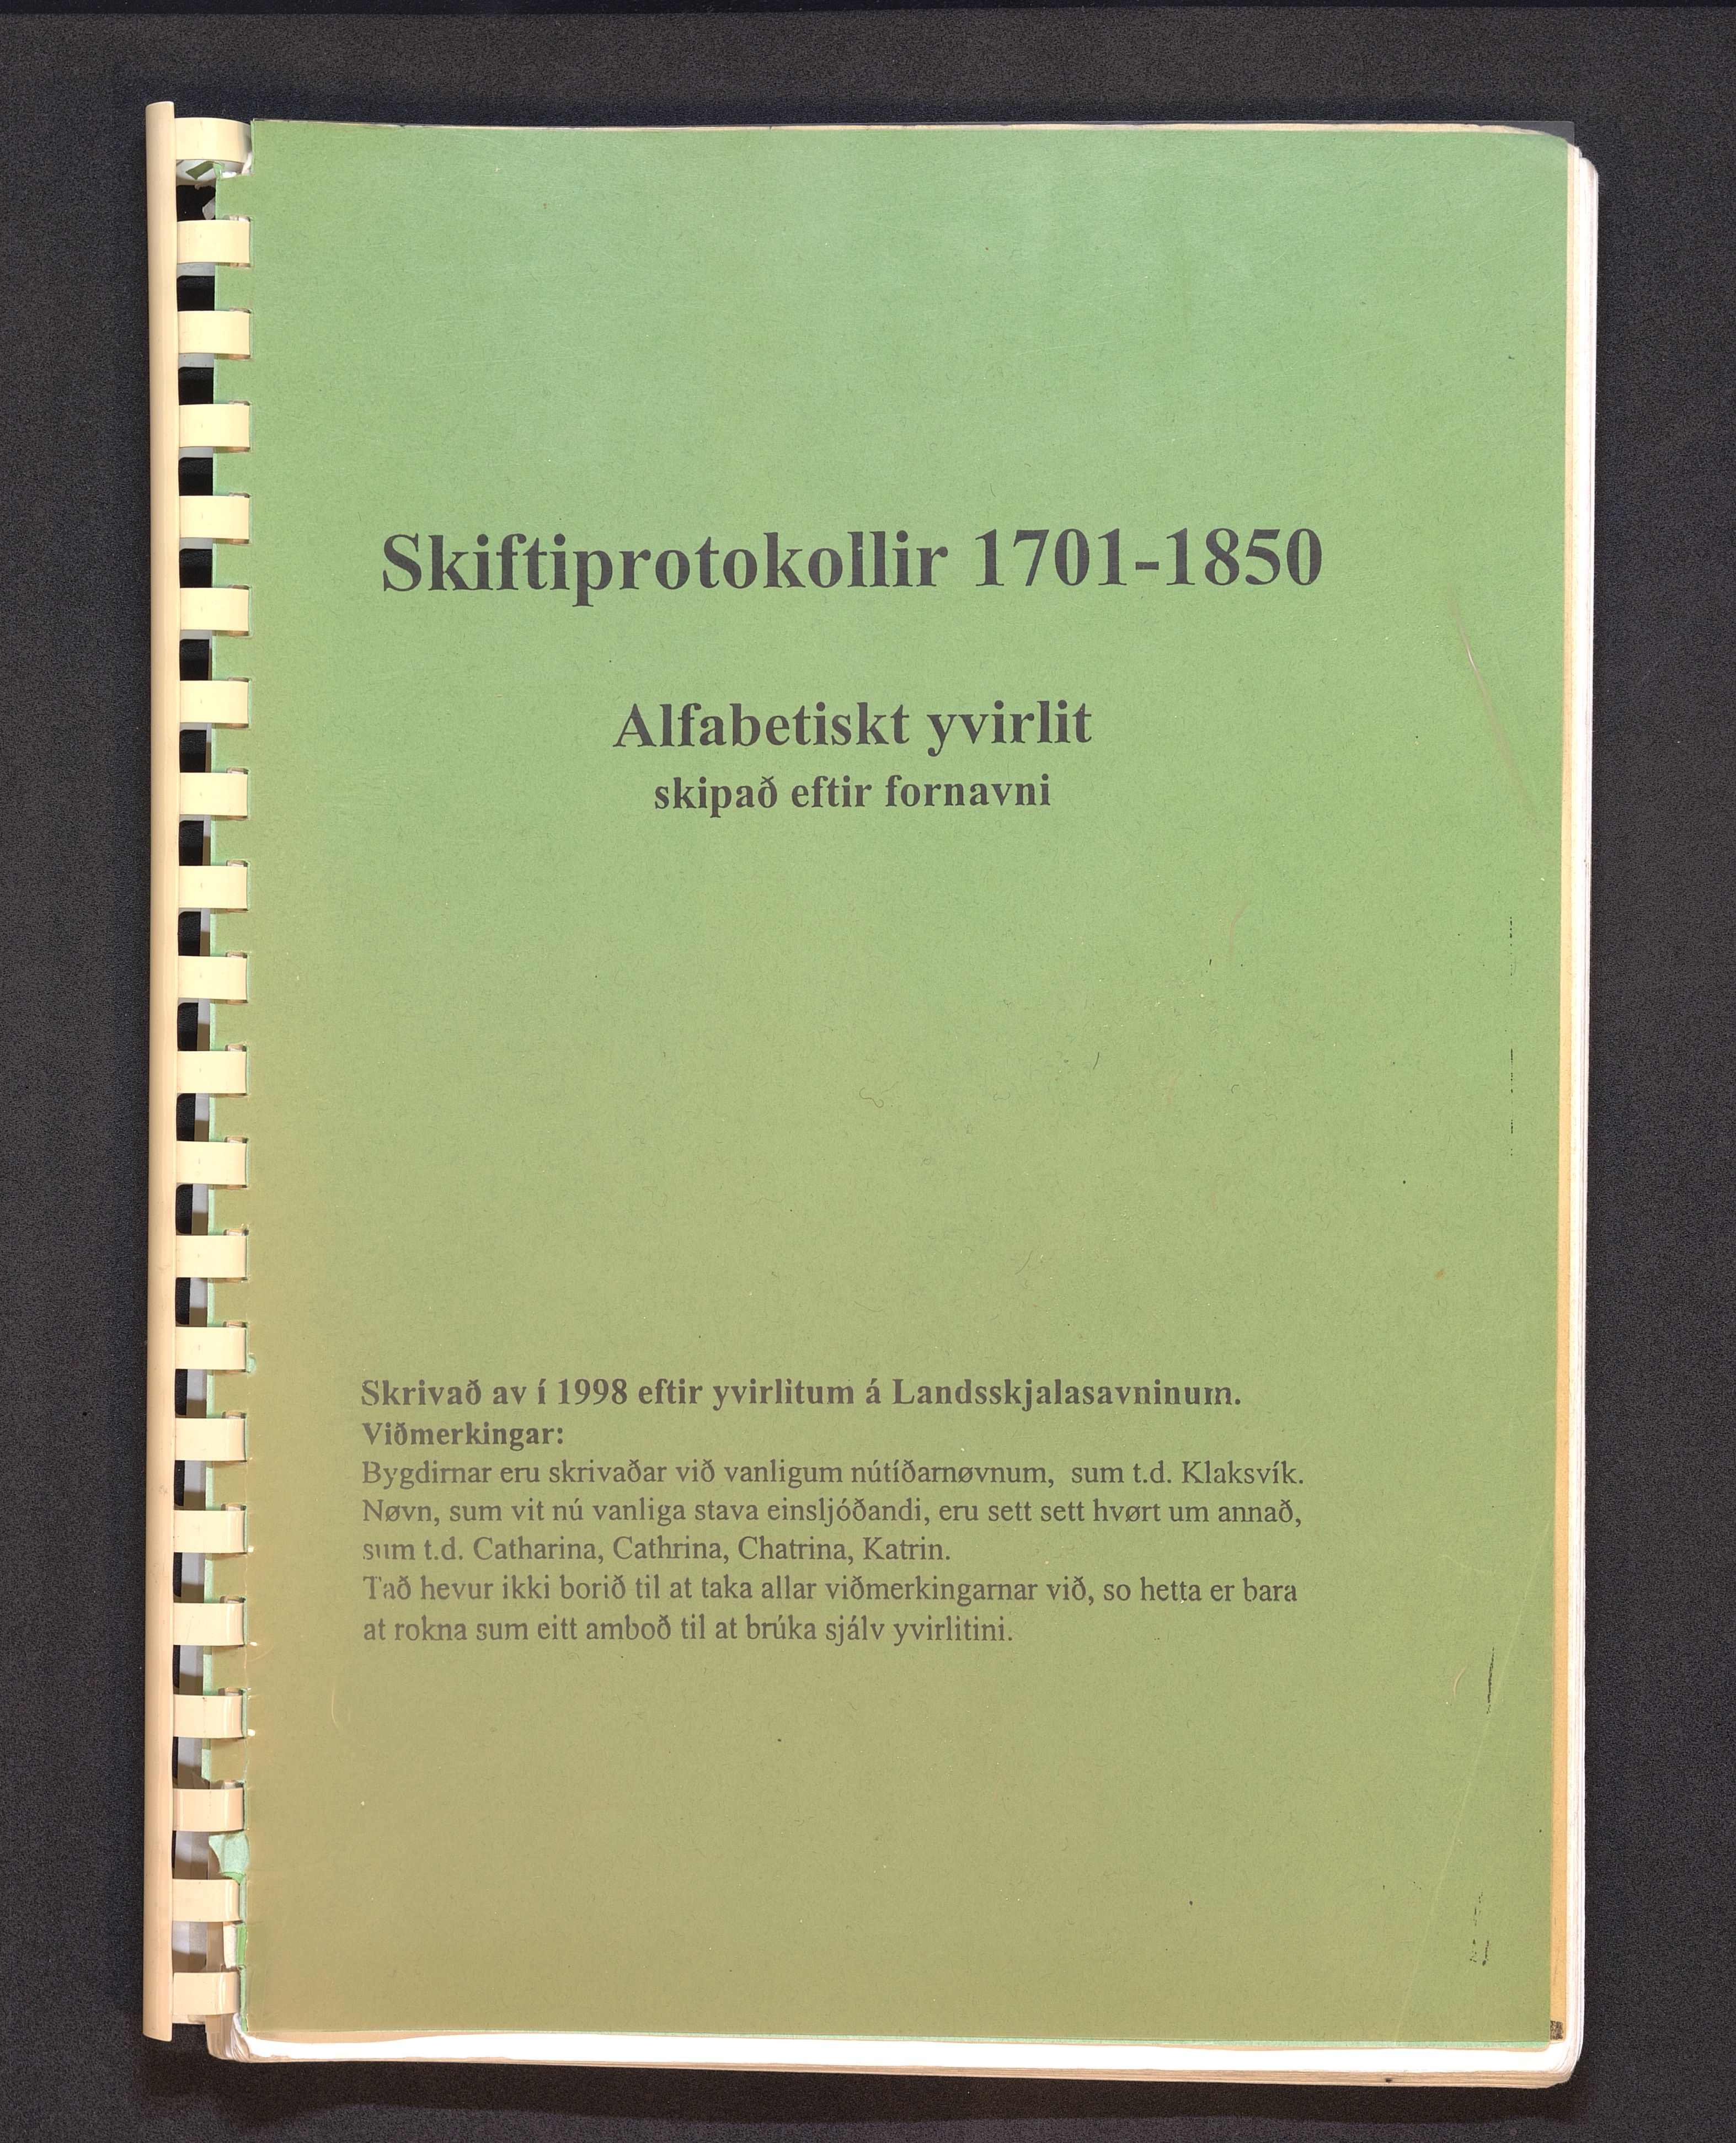 Skiftiprotokollir 1701-1850
Alfabetiskt yvirlit
skipað eftir fornavni
Skrivað av í 1998 eftir yvirlitum á Landsskjalasavninum.
Viðmerkingar:
Bygdirnar eru skrivaðar við vanligum nútíðarnøvnum, sum t.d. Klaksvík.
Nøvn, sum vit nú vanliga stava einsljóðandi, eru sett sett hvørt um annað,
sum t.d. Catharina, Cathrina, Chatrina, Katrin.
Tað hevur ikki borið til at taka allar viðmerkingarnar við, so hetta er bara
at rokna sum eitt amboð til at brúka sjálv yvirlitini.